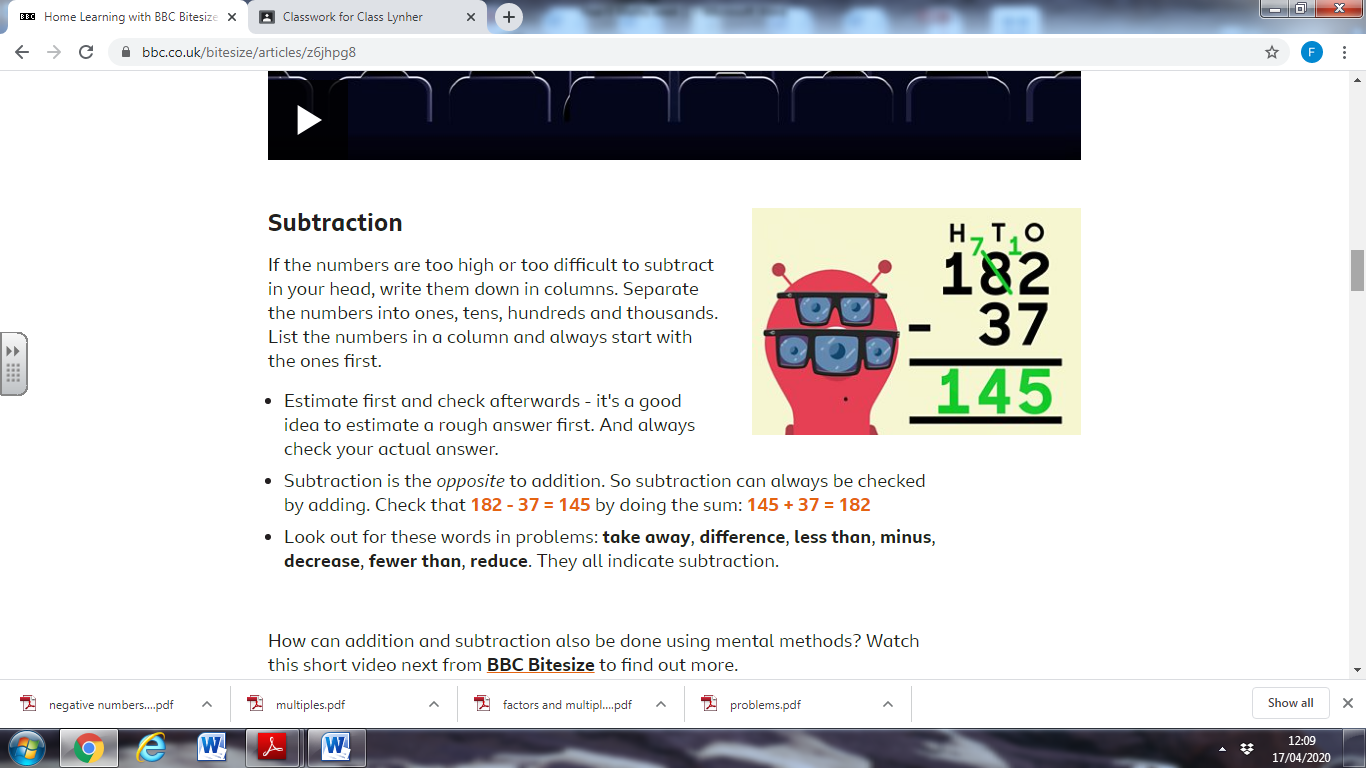 BBC Home Learning with BBC Bitesize
Classwork for Class Lynher
bbc.co.uk/bitesize/articles/z6jhpg8
F
Subtraction
If the numbers are too high or too difficult to subtract
in your head, write them down in columns. Separate
the numbers into ones, tens, hundreds and thousands.
List the numbers in a column and always start with
the ones first.
H T O
7 1
182
- 37
145
• Estimate first and check afterwards - it's a good
idea to estimate a rough answer first. And always
check your actual answer.
• Subtraction is the opposite to addition. So subtraction can always be checked
by adding. Check that 182 - 37 = 145 by doing the sum: 145 + 37 = 182
• Look out for these words in problems: take away, difference, less than, minus,
decrease, fewer than, reduce. They all indicate subtraction.
How can addition and subtraction also be done using mental methods? Watch
this short video next from BBC Bitesize to find out more.
negative numbers....pdf
multiples.pdf
factors and multipl....pdf
problems.pdf
Show all
12:09
17/04/2020